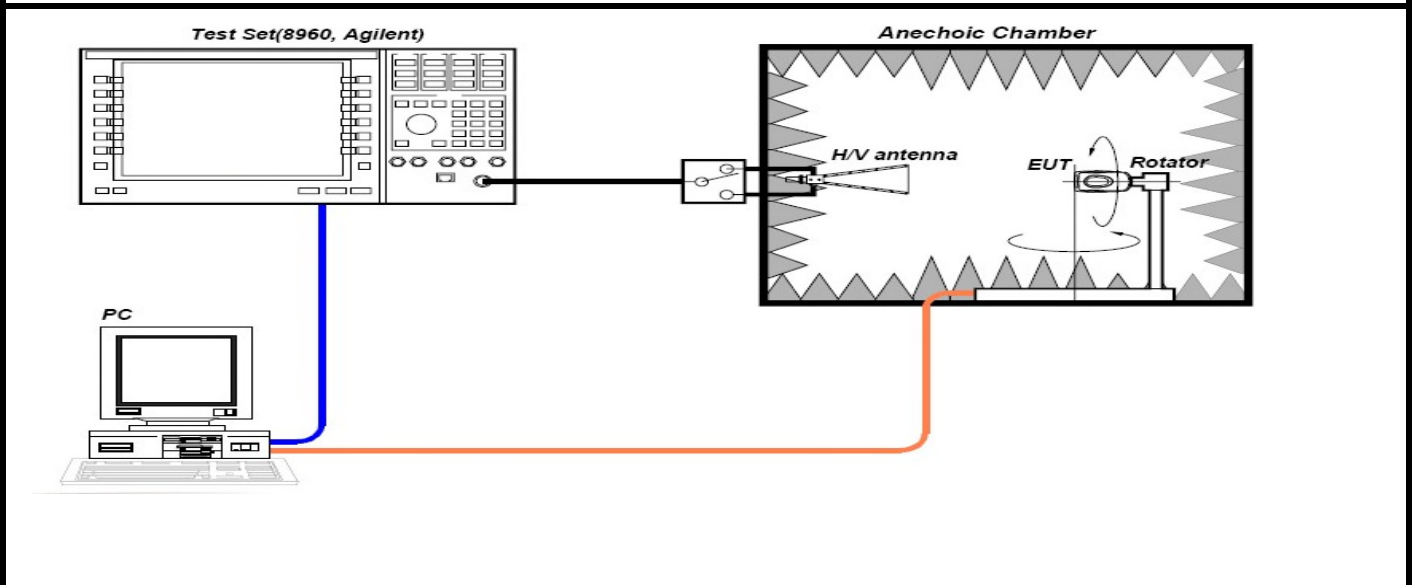 Test Set(8960, Agilent)
Anechoic Chamber
H/V antenna
EUT
Rotator
PC